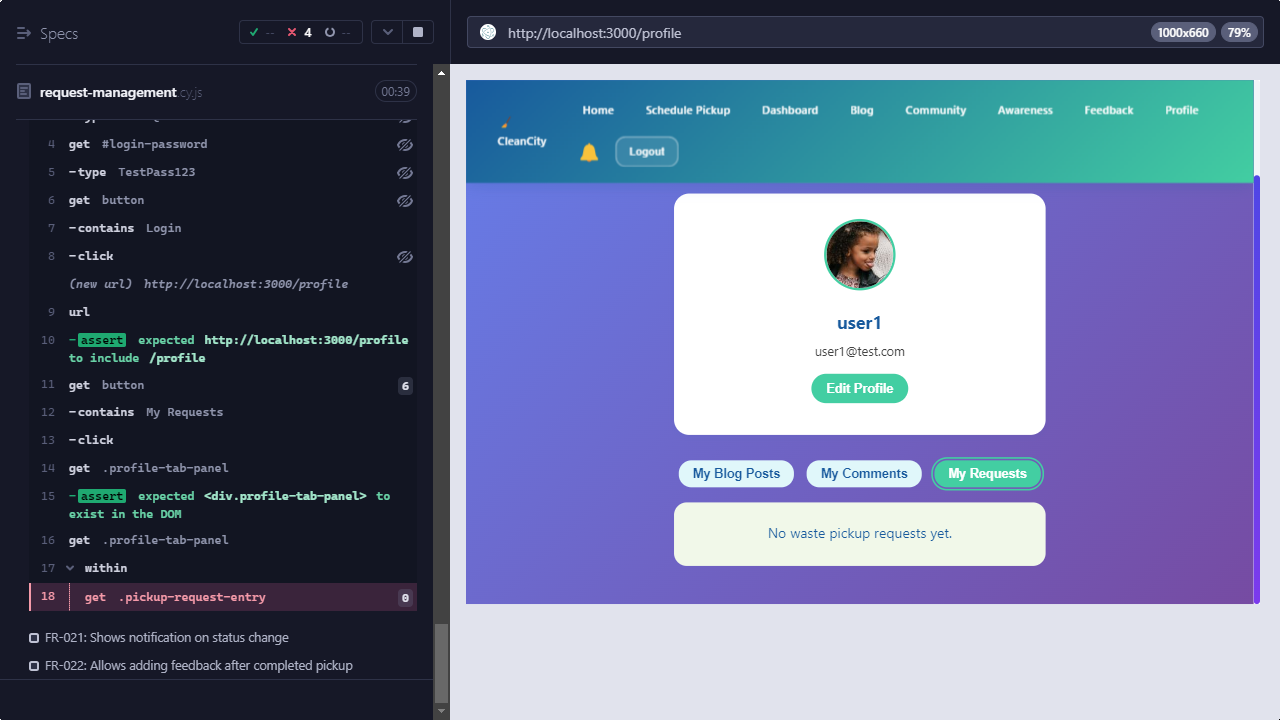 Specs
-- 4 --
request-management.cy.js
00:39
4 get #login-password
5 -type TestPass123
6 get button
7 -contains Login
8 -click
(new url) http://localhost:3000/profile
9 url
10 -assert expected http://localhost:3000/profile
to include /profile
11 get button 6
12 -contains My Requests
13 -click
14 get .profile-tab-panel
15 -assert expected <div.profile-tab-panel> to
exist in the DOM
16 get .profile-tab-panel
17 within
18 get .pickup-request-entry 0
FR-021: Shows notification on status change
FR-022: Allows adding feedback after completed pickup
http://localhost:3000/profile
1000x660 79%
CleanCity
Home Schedule Pickup Dashboard Blog Community Awareness Feedback Profile
Logout
user1
user1@test.com
Edit Profile
My Blog Posts My Comments My Requests
No waste pickup requests yet.